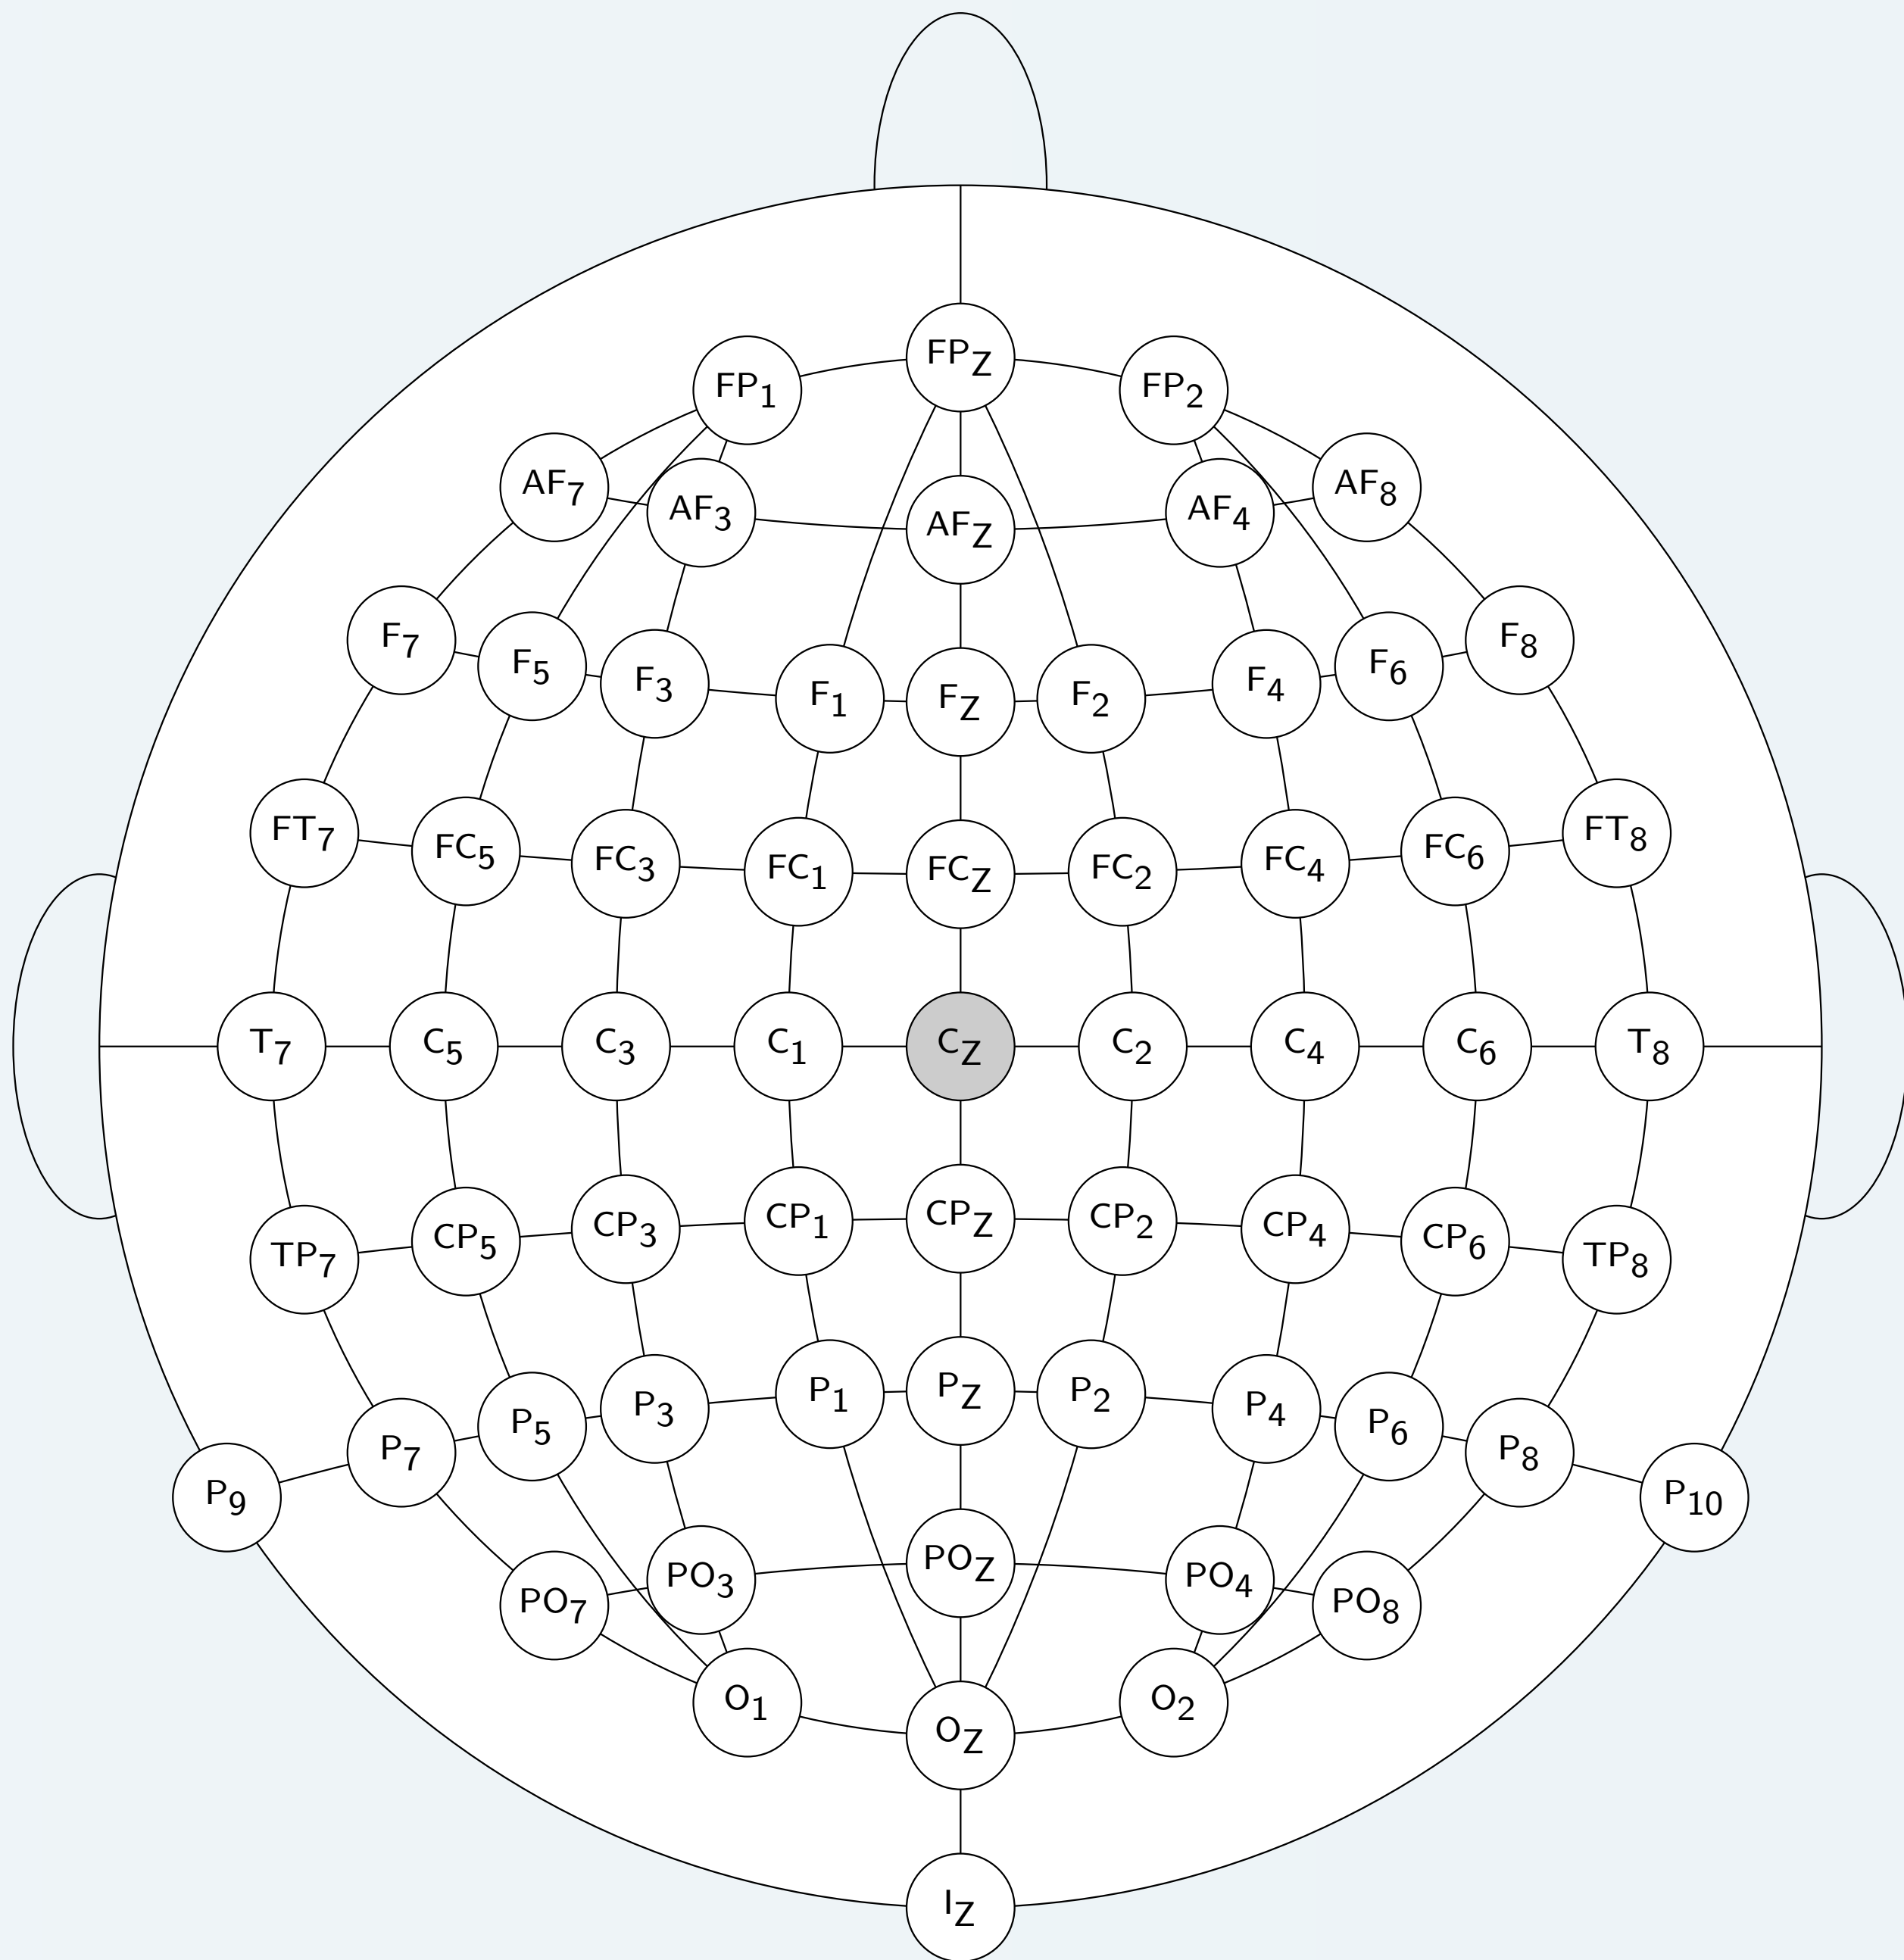 FPZ
FP1 FP2
AF7 AF3 AFZ AF4 AF8
F7 F5 F3 F1 FZ F2 F4 F6 F8
FT7 FC5 FC3 FC1 FCZ FC2 FC4 FC6 FT8
T7 C5 C3 C1 CZ C2 C4 C6 T8
TP7 CP5 CP3 CP1 CPZ CP2 CP4 CP6 TP8
P9 P7 P5 P3 P1 PZ P2 P4 P6 P8 P10
PO7 PO3 POZ PO4 PO8
O1 OZ O2
IZ